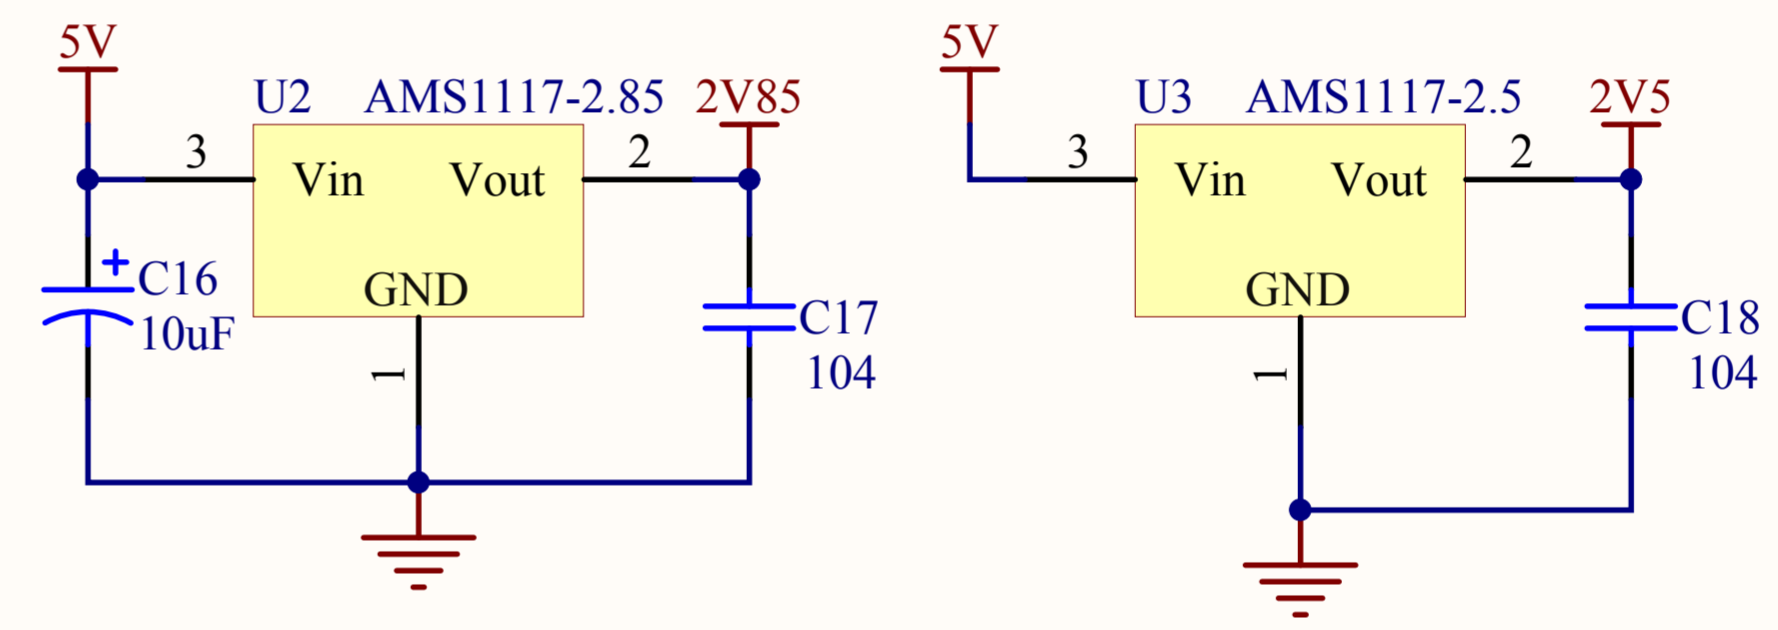 5V
U2 AMS1117-2.85 2V85
3 Vin Vout 2
GND
1
C16
10uF
C17
104
5V
U3 AMS1117-2.5 2V5
3 Vin Vout 2
GND
1
C18
104